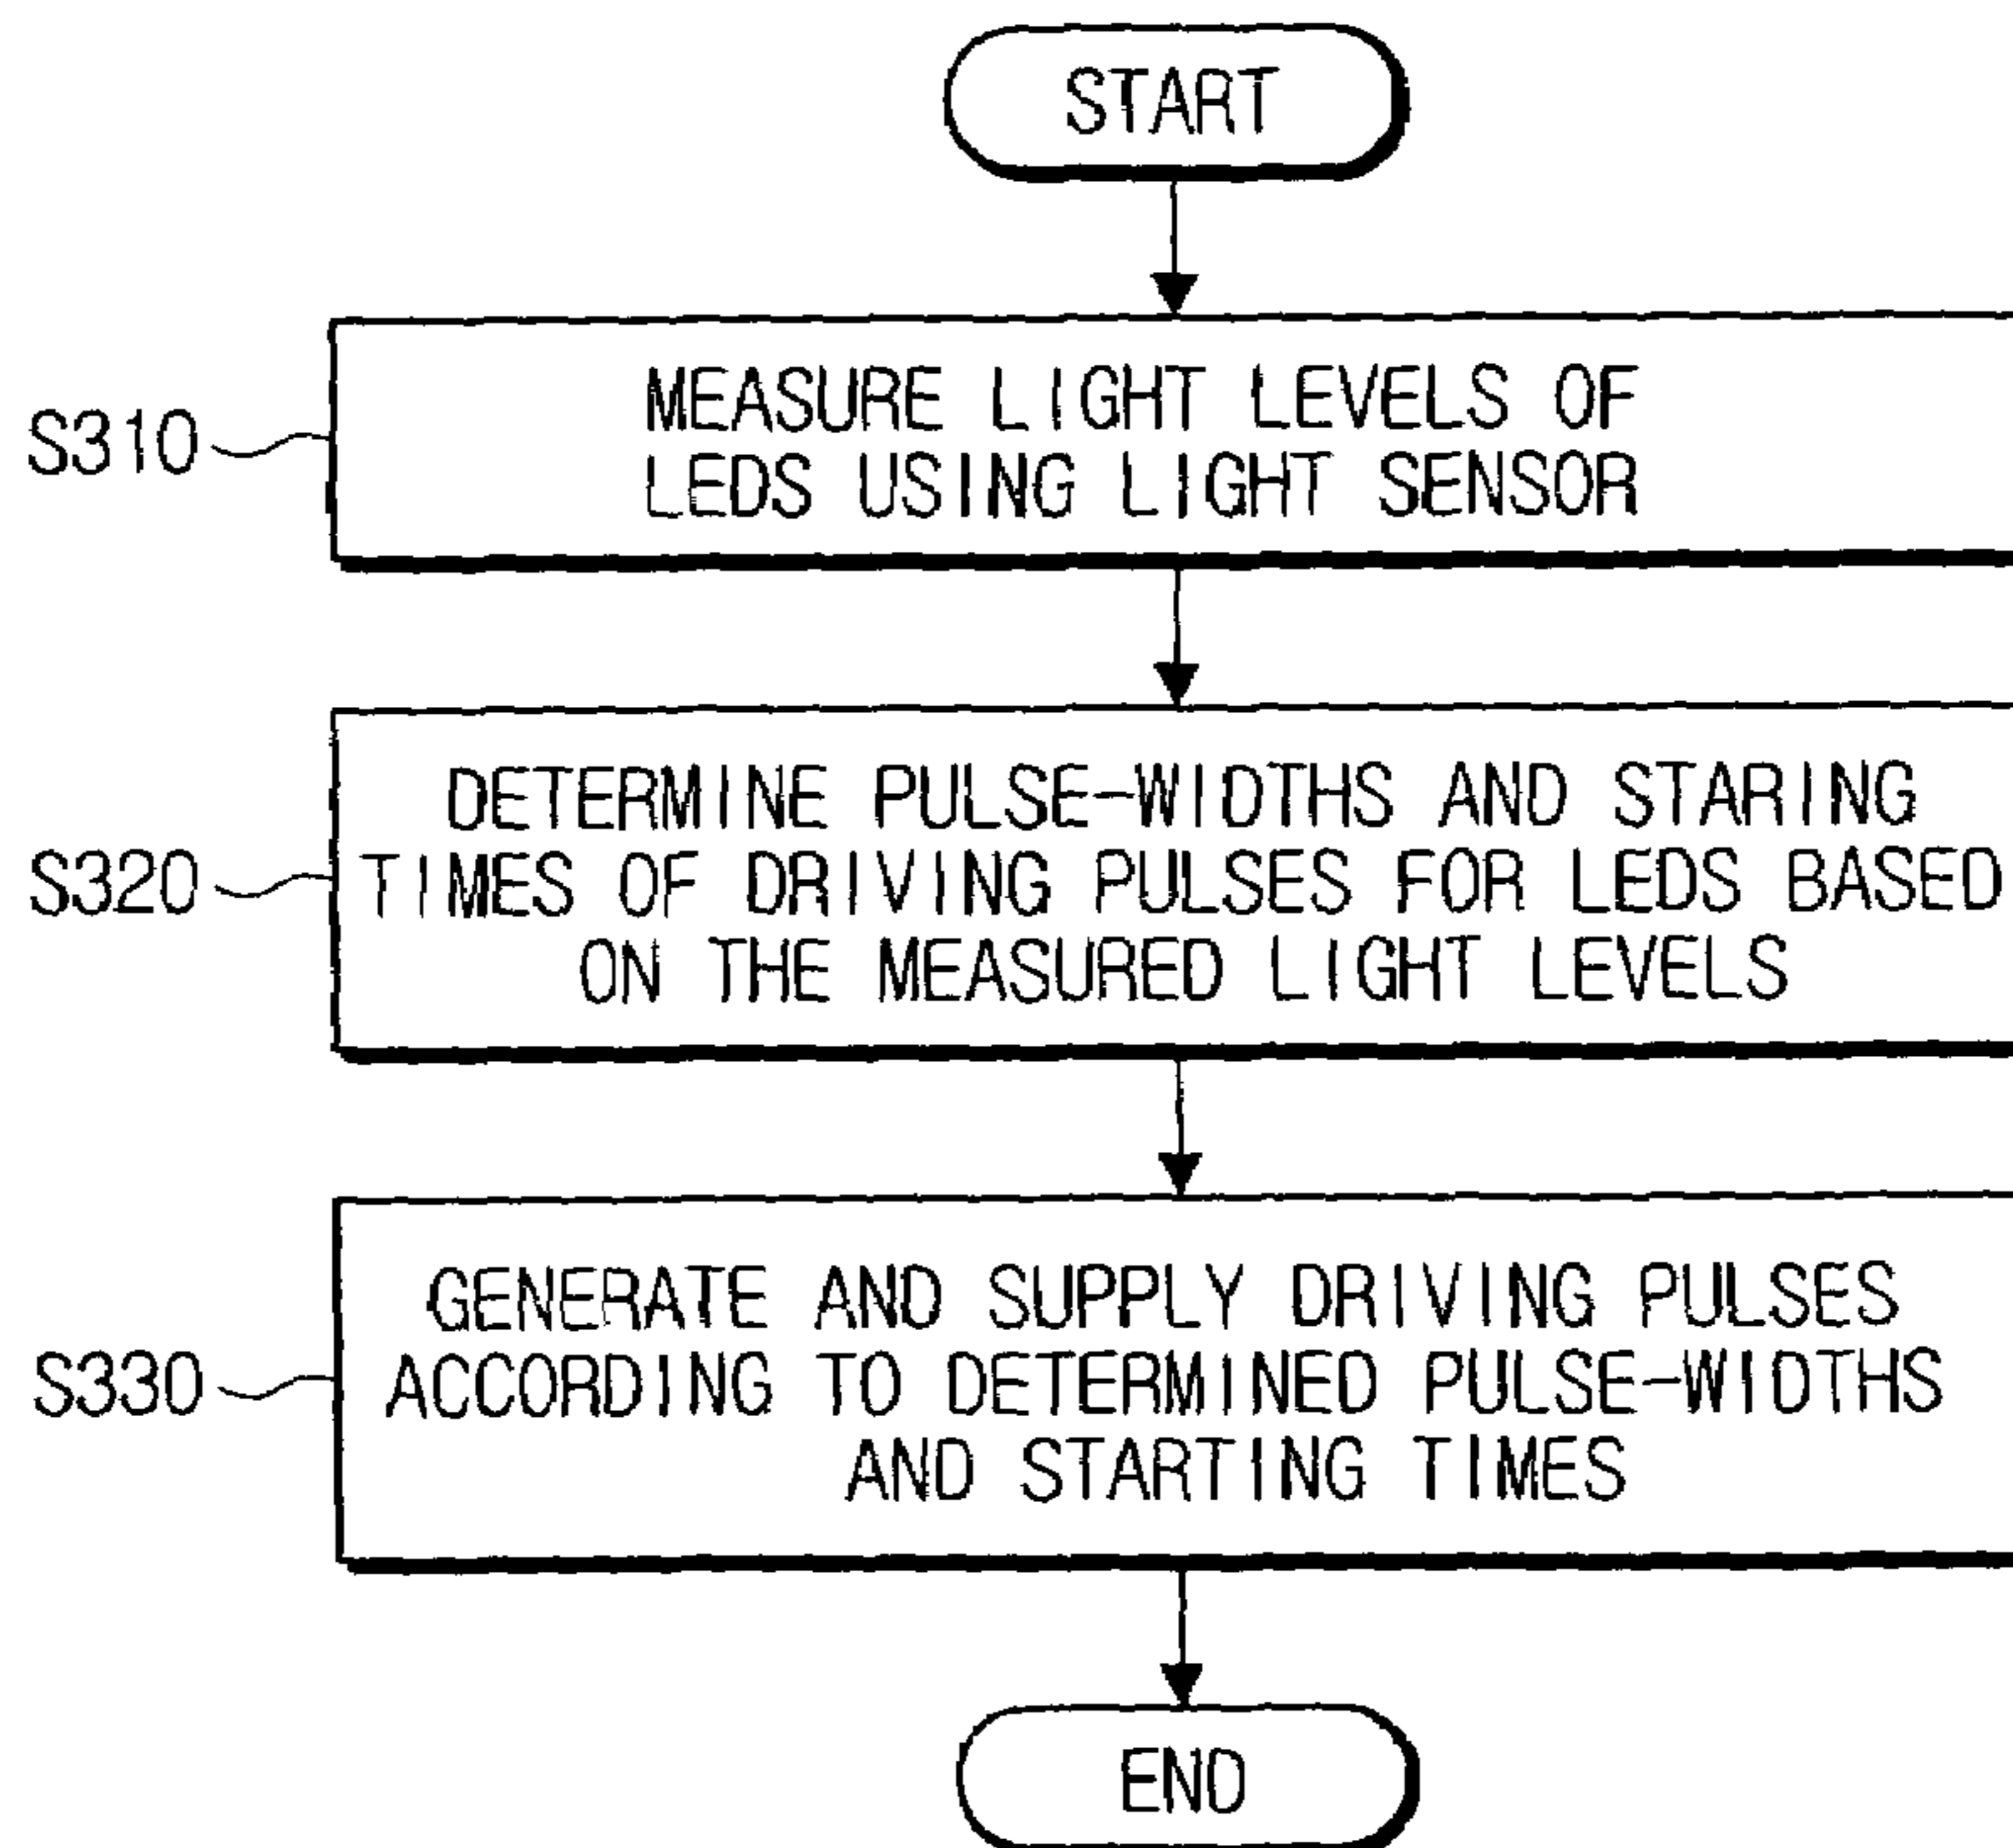 START
S310
MEASURE LIGHT LEVELS OF
LEDS USING LIGHT SENSOR
S320
DETERMINE PULSE-WIDTHS AND STARING
TIMES OF DRIVING PULSES FOR LEDS BASED
ON THE MEASURED LIGHT LEVELS
S330
GENERATE AND SUPPLY DRIVING PULSES
ACCORDING TO DETERMINED PULSE-WIDTHS
AND STARTING TIMES
END